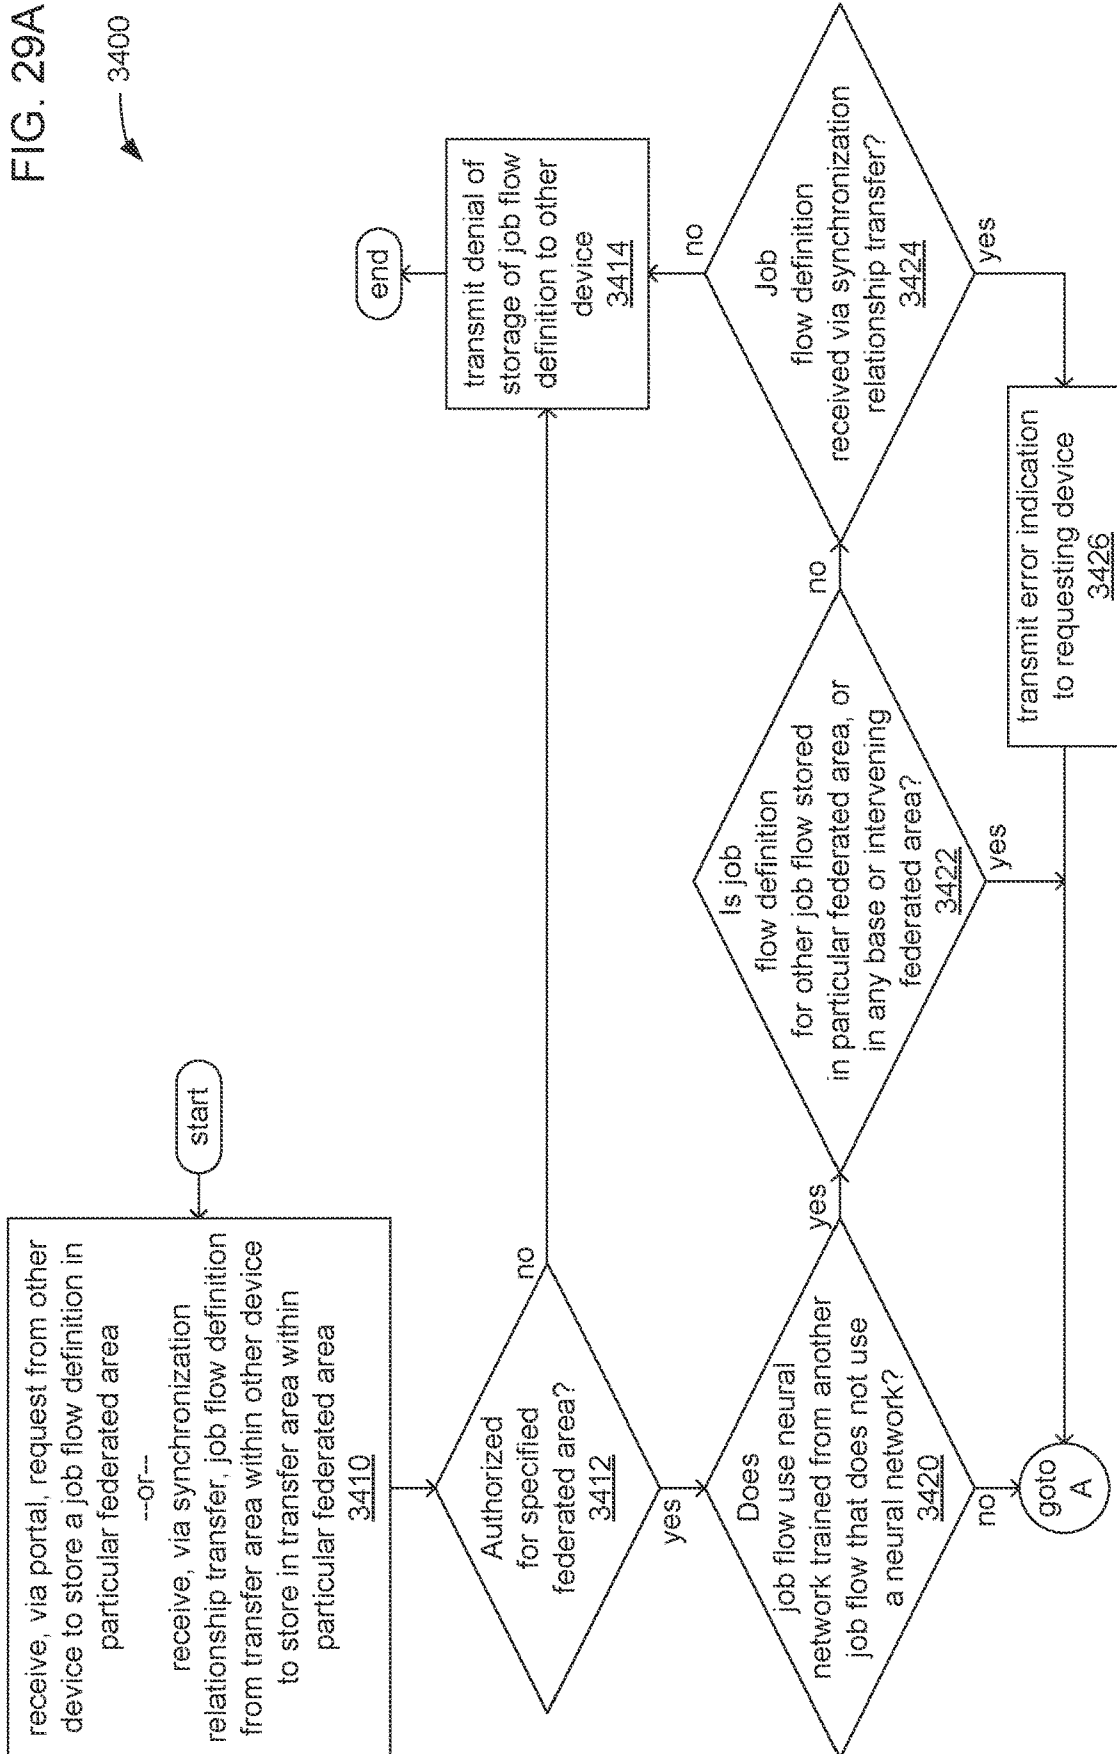 FIG. 29A
3400
start
receive, via portal, request from other
device to store a job flow definition in
particular federated area
--or--
receive, via synchronization
relationship transfer, job flow definition
from transfer area within other device
to store in transfer area within
particular federated area
3410
Authorized
for specified
federated area?
3412
no
yes
transmit denial of
storage of job flow
definition to other
device
3414
end
Does
job flow use neural
network trained from another
job flow that does not use
a neural network?
3420
yes
no
Is job
flow definition
for other job flow stored
in particular federated area, or
in any base or intervening
federated area?
3422
no
yes
Job
flow definition
received via synchronization
relationship transfer?
3424
no
yes
transmit error indication
to requesting device
3426
goto
A